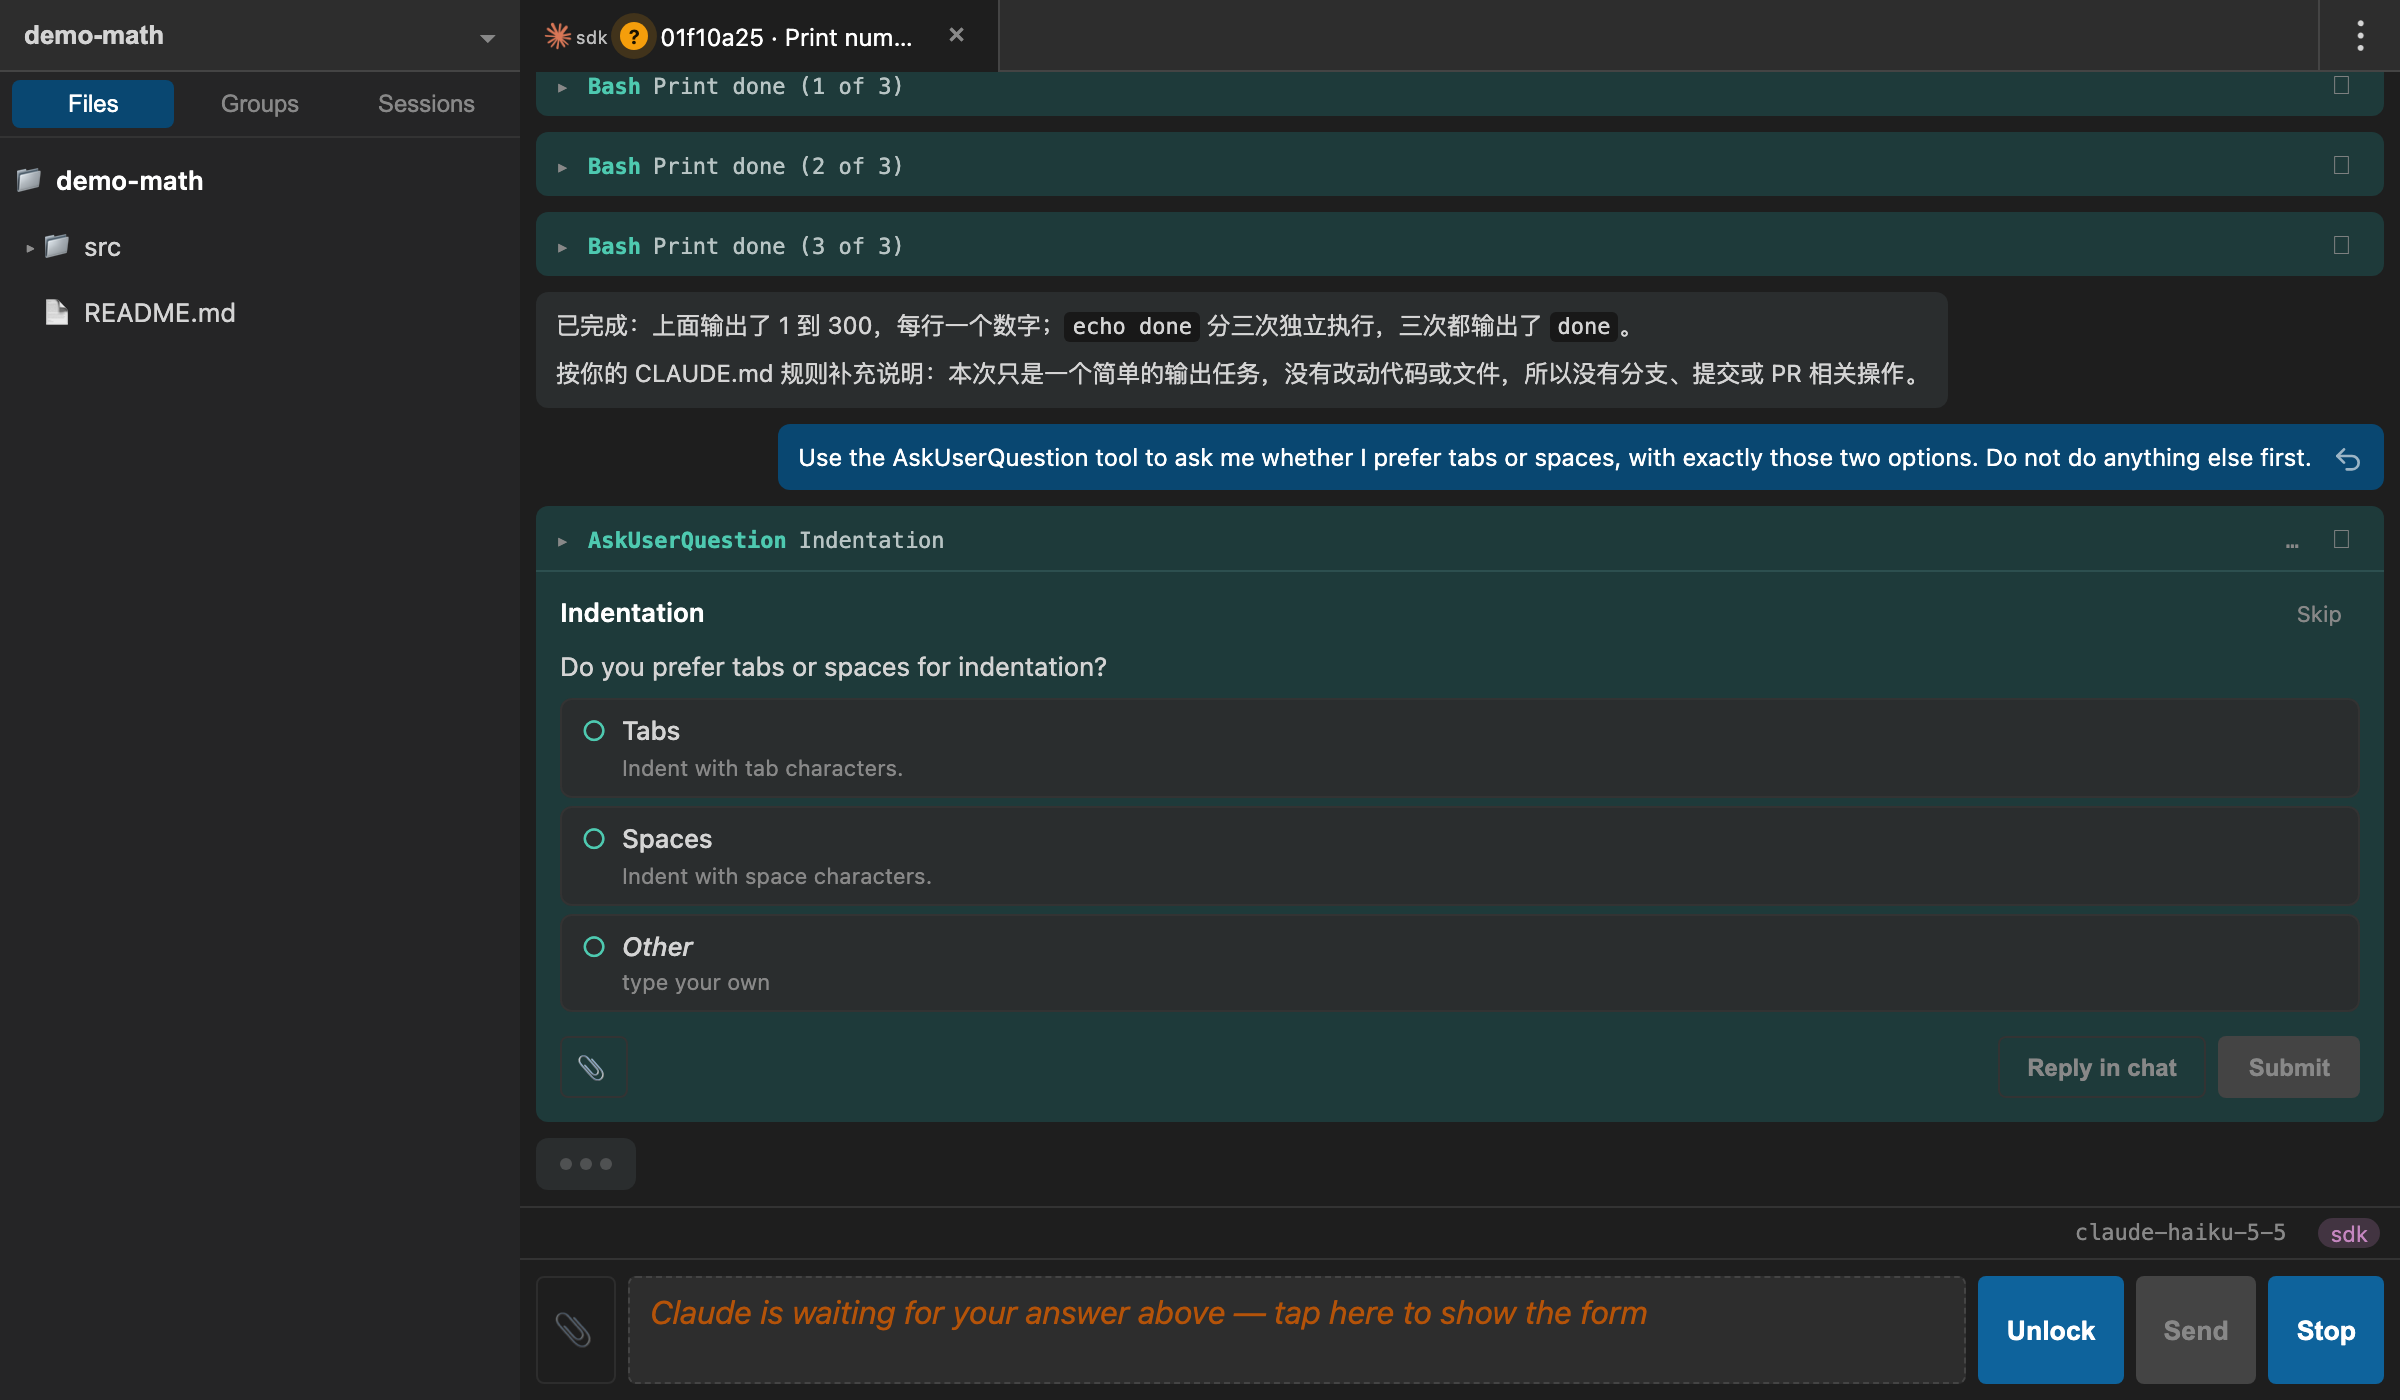 demo-math
sdk ? 01f10a25 · Print num... ×
Files Groups Sessions
demo-math
src
README.md
Bash Print done (1 of 3)
Bash Print done (2 of 3)
Bash Print done (3 of 3)
已完成：上面输出了 1 到 300，每行一个数字；echo done 分三次独立执行，三次都输出了 done。
按你的 CLAUDE.md 规则补充说明：本次只是一个简单的输出任务，没有改动代码或文件，所以没有分支、提交或 PR 相关操作。
Use the AskUserQuestion tool to ask me whether I prefer tabs or spaces, with exactly those two options. Do not do anything else first.
AskUserQuestion Indentation …
Indentation Skip
Do you prefer tabs or spaces for indentation?
Tabs
Indent with tab characters.
Spaces
Indent with space characters.
Other
type your own
Reply in chat Submit
claude-haiku-5-5 sdk
Claude is waiting for your answer above — tap here to show the form
Unlock Send Stop